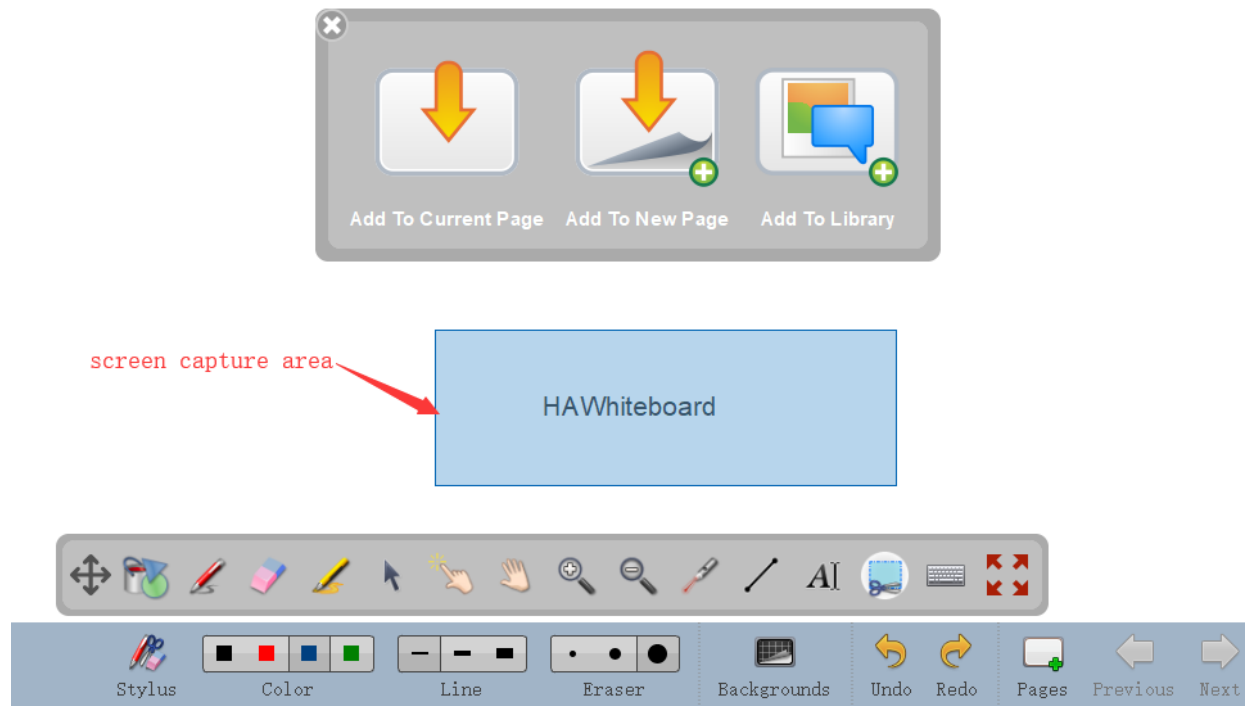 Add To Current Page Add To New Page Add To Library
screen capture area
HAWhiteboard
AI
Stylus Color Line Eraser Backgrounds Undo Redo Pages Previous Next